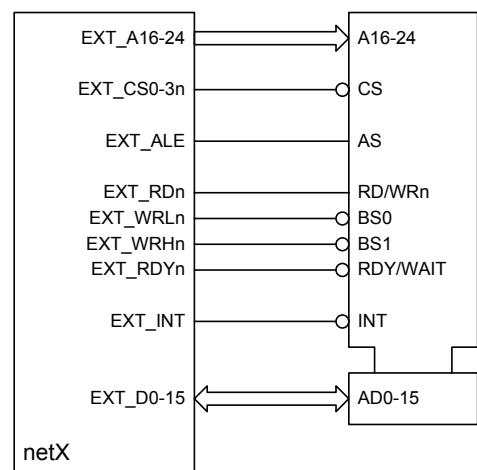 EXT_A16-24 A16-24
EXT_CS0-3n CS
EXT_ALE AS
EXT_RDn RD/WRn
EXT_WRLn BS0
EXT_WRHn BS1
EXT_RDYn RDY/WAIT
EXT_INT INT
EXT_D0-15 AD0-15
netX